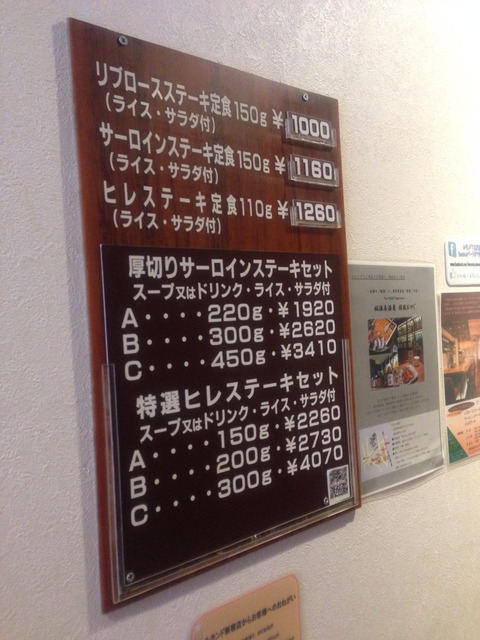 リブロースステーキ定食150g ¥1000
(ライス・サラダ付)
サーロインステーキ定食150g ¥1160
(ライス・サラダ付)
ヒレステーキ定食110g ¥1260
(ライス・サラダ付)
厚切りサーロインステーキセット
スープ又はドリンク・ライス・サラダ付
A・・・・220g・¥1920
B・・・・300g・¥2620
C・・・・450g・¥3410
特選ヒレステーキセット
スープ又はドリンク・ライス・サラダ付
A・・・・150g・¥2260
B・・・・200g・¥2730
C・・・・300g・¥4070